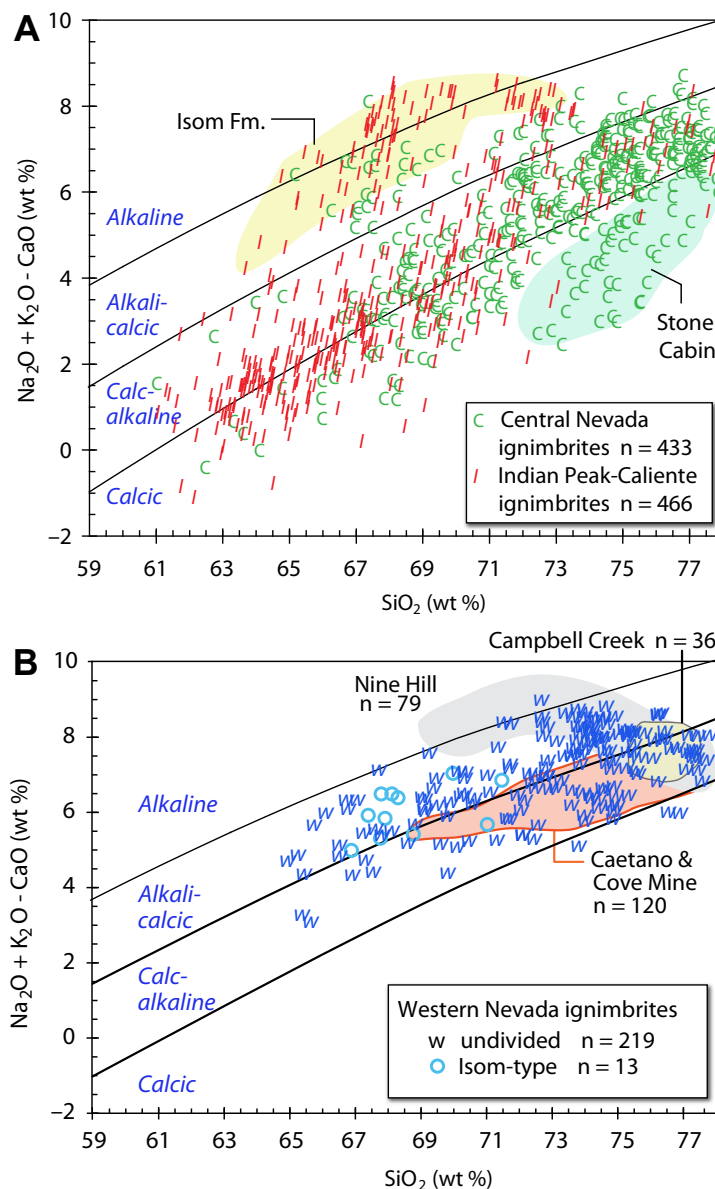 A
10
8
6
4
2
0
−2
Na₂O + K₂O - CaO (wt %)
Isom Fm.
Alkaline
Alkali-
calcic
Calc-
alkaline
Calcic
Stone
Cabin
C Central Nevada
ignimbrites n = 433
I Indian Peak-Caliente
ignimbrites n = 466
59 61 63 65 67 69 71 73 75 77
SiO₂ (wt %)
B
Campbell Creek n = 36
10
8
6
4
2
0
−2
Na₂O + K₂O - CaO (wt %)
Nine Hill
n = 79
Alkaline
Alkali-
calcic
Calc-
alkaline
Calcic
Caetano &
Cove Mine
n = 120
Western Nevada ignimbrites
w undivided n = 219
Isom-type n = 13
59 61 63 65 67 69 71 73 75 77
SiO₂ (wt %)